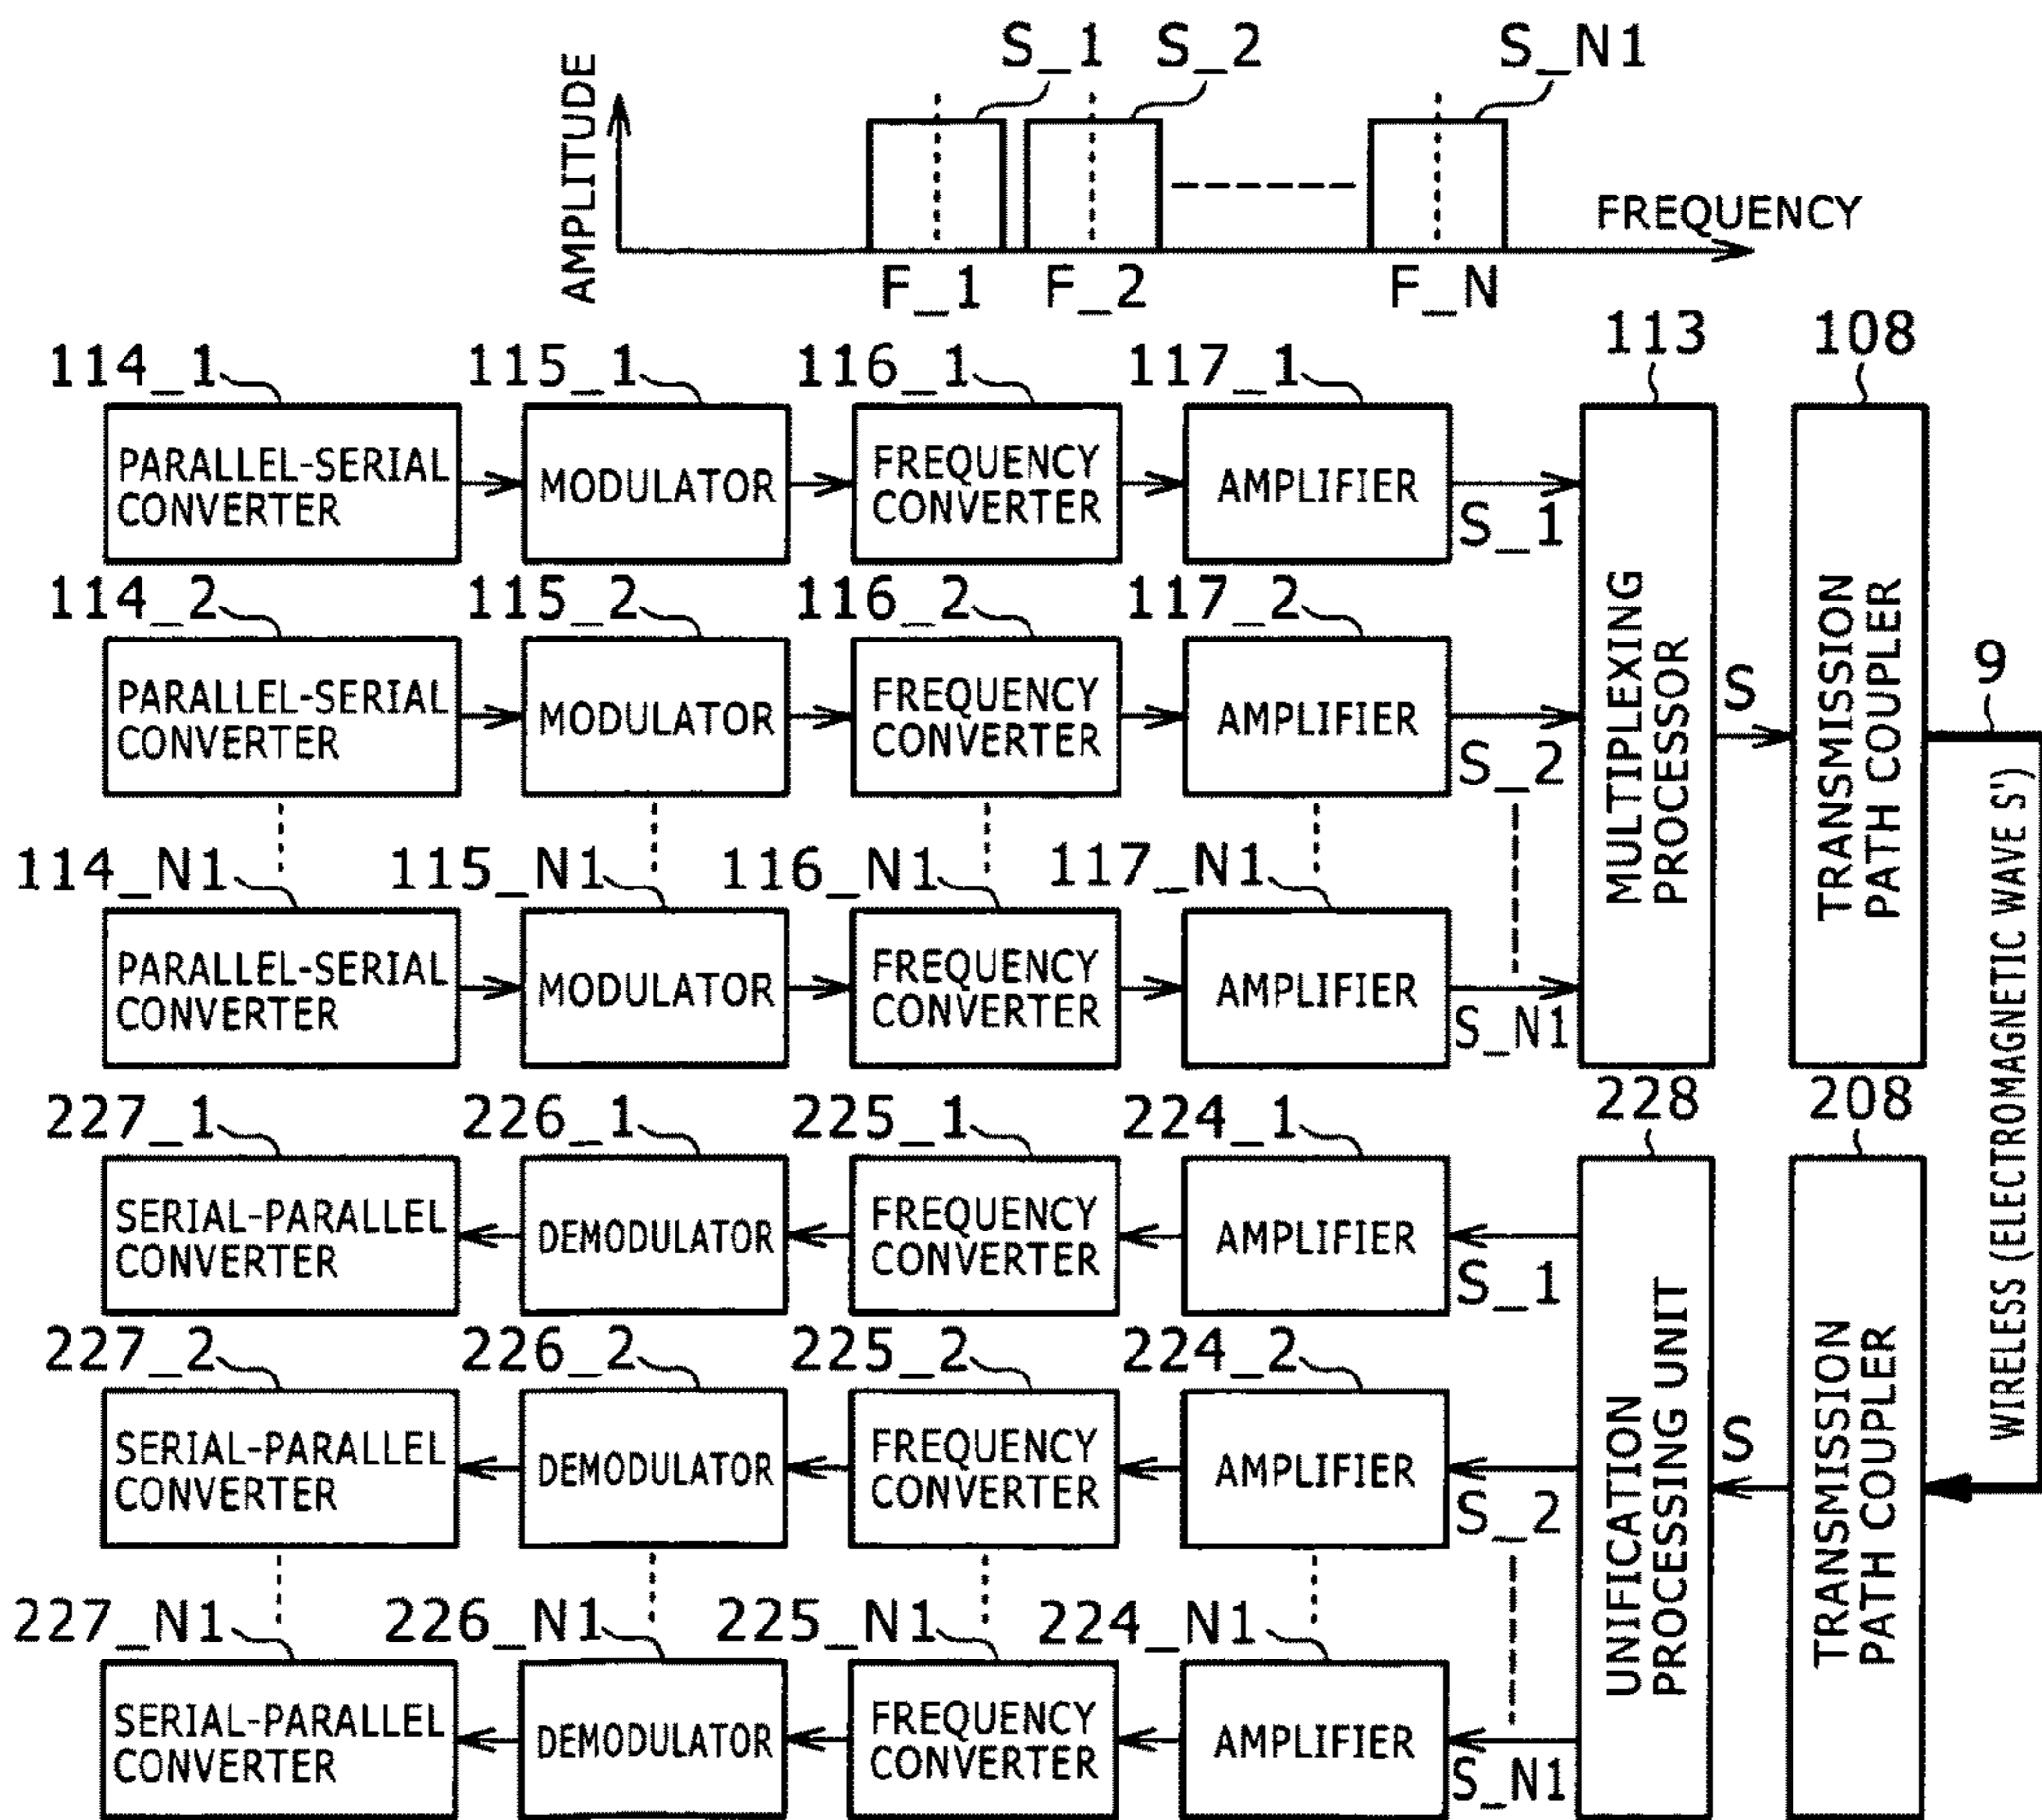 S_1 S_2 S_N1
AMPLITUDE
FREQUENCY
F_1 F_2 F_N
114_1 115_1 116_1 117_1 113 108
PARALLEL-SERIAL
CONVERTER
MODULATOR
FREQUENCY
CONVERTER
AMPLIFIER
S_1
114_2 115_2 116_2 117_2
PARALLEL-SERIAL
CONVERTER
MODULATOR
FREQUENCY
CONVERTER
AMPLIFIER
S_2
MULTIPLEXING
PROCESSOR
S
TRANSMISSION
PATH COUPLER
9
114_N1 115_N1 116_N1 117_N1
PARALLEL-SERIAL
CONVERTER
MODULATOR
FREQUENCY
CONVERTER
AMPLIFIER
S_N1
WIRELESS (ELECTROMAGNETIC WAVE S')
227_1 226_1 225_1 224_1 228 208
SERIAL-PARALLEL
CONVERTER
DEMODULATOR
FREQUENCY
CONVERTER
AMPLIFIER
S_1
227_2 226_2 225_2 224_2
SERIAL-PARALLEL
CONVERTER
DEMODULATOR
FREQUENCY
CONVERTER
AMPLIFIER
S_2
UNIFICATION
PROCESSING UNIT
S
TRANSMISSION
PATH COUPLER
227_N1 226_N1 225_N1 224_N1
SERIAL-PARALLEL
CONVERTER
DEMODULATOR
FREQUENCY
CONVERTER
AMPLIFIER
S_N1